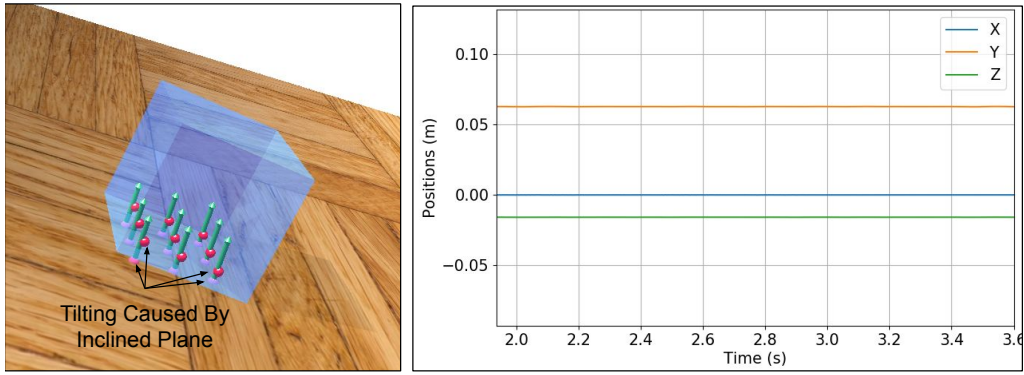 Tilting Caused By
Inclined Plane
X
Y
Z
0.10
0.05
0.00
−0.05
Positions (m)
2.0 2.2 2.4 2.6 2.8 3.0 3.2 3.4 3.6
Time (s)